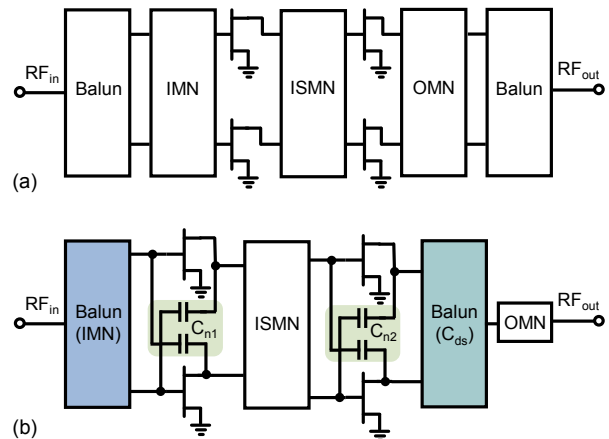 RFin
Balun
IMN
ISMN
OMN
Balun
RFout
(a)
RFin
Balun
(IMN)
Cn1
ISMN
Cn2
Balun
(Cds)
OMN
RFout
(b)